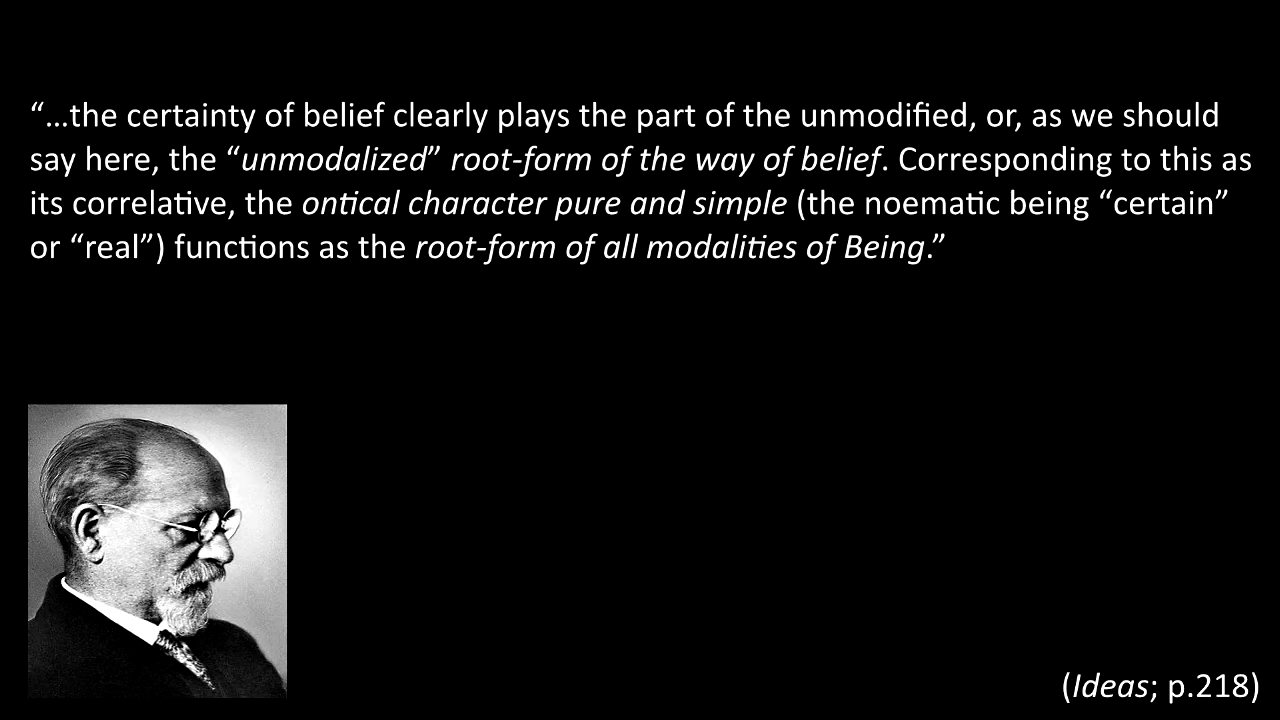 “…the certainty of belief clearly plays the part of the unmodified, or, as we should
say here, the “unmodalized” root-form of the way of belief. Corresponding to this as
its correlative, the ontical character pure and simple (the noematic being “certain”
or “real”) functions as the root-form of all modalities of Being.”
(Ideas; p.218)